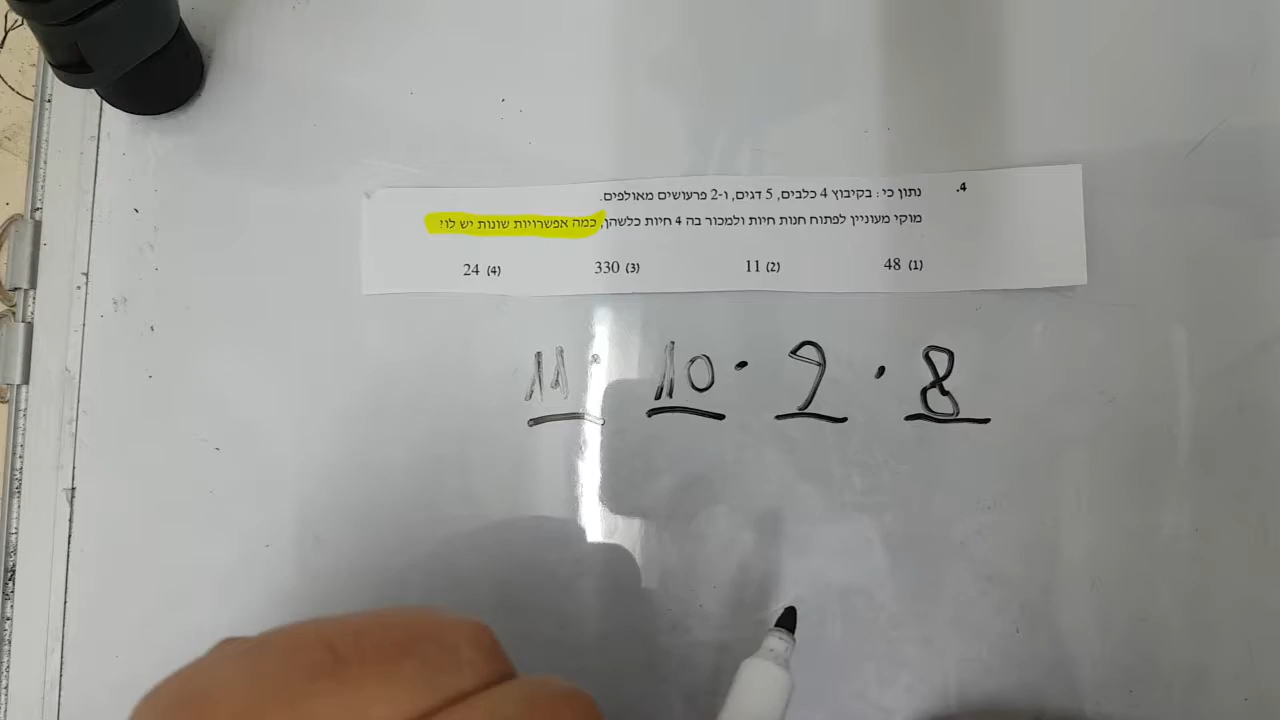 4. נתון כי: בקיבוץ 4 כלבים, 5 דגים, ו-2 פרעושים מאולפים.
מוקי מעוניין לפתוח חנות חיות ולמכור בה 4 חיות כלשהן, כמה אפשרויות שונות יש לו?
(1) 48 (2) 11 (3) 330 (4) 24
11 · 10 · 9 · 8